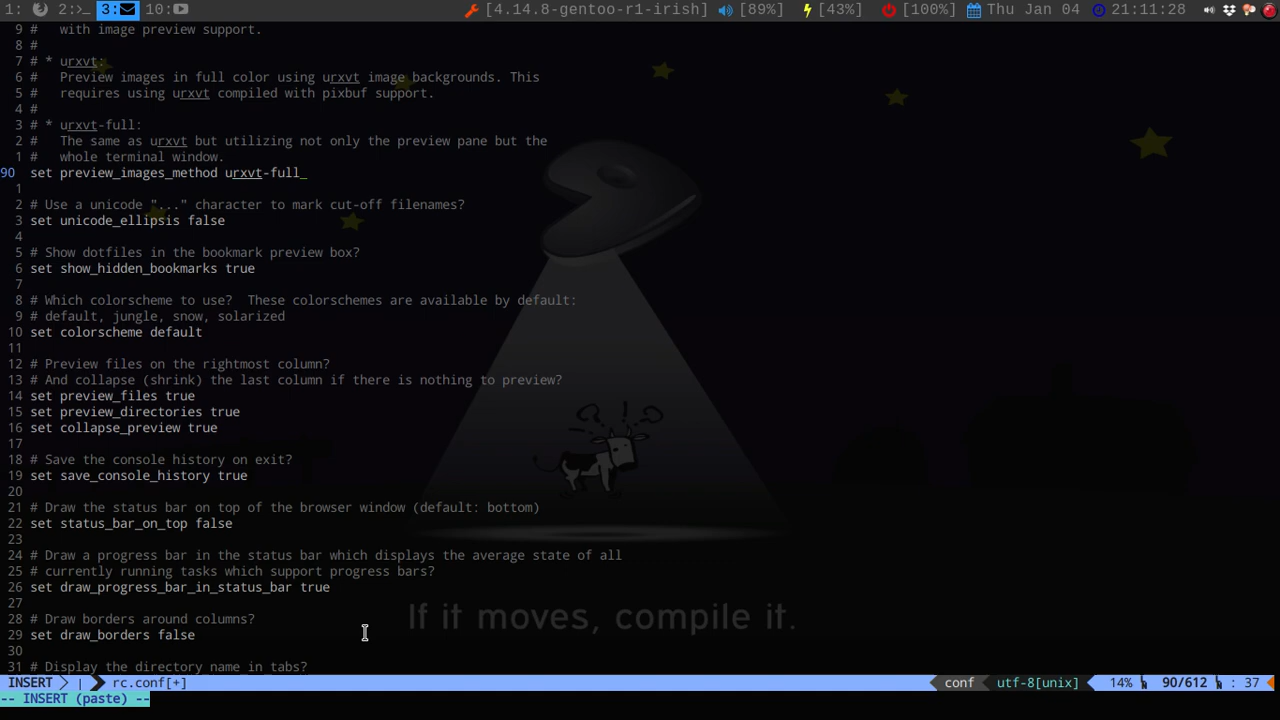 1: 2:>_ 3: 10: [4.14.8-gentoo-r1-irish] [89%] [43%] [100%] Thu Jan 04 21:11:28
9 #   with image preview support.
8 #
7 # * urxvt:
6 #   Preview images in full color using urxvt image backgrounds. This
5 #   requires using urxvt compiled with pixbuf support.
4 #
3 # * urxvt-full:
2 #   The same as urxvt but utilizing not only the preview pane but the
1 #   whole terminal window.
90 set preview_images_method urxvt-full_
1
2 # Use a unicode "..." character to mark cut-off filenames?
3 set unicode_ellipsis false
4
5 # Show dotfiles in the bookmark preview box?
6 set show_hidden_bookmarks true
7
8 # Which colorscheme to use?  These colorschemes are available by default:
9 # default, jungle, snow, solarized
10 set colorscheme default
11
12 # Preview files on the rightmost column?
13 # And collapse (shrink) the last column if there is nothing to preview?
14 set preview_files true
15 set preview_directories true
16 set collapse_preview true
17
18 # Save the console history on exit?
19 set save_console_history true
20
21 # Draw the status bar on top of the browser window (default: bottom)
22 set status_bar_on_top false
23
24 # Draw a progress bar in the status bar which displays the average state of all
25 # currently running tasks which support progress bars?
26 set draw_progress_bar_in_status_bar true
27
28 # Draw borders around columns?
29 set draw_borders false
30
31 # Display the directory name in tabs?
If it moves, compile it.
INSERT | rc.conf[+] conf utf-8[unix] 14% 90/612 : 37
-- INSERT (paste) --